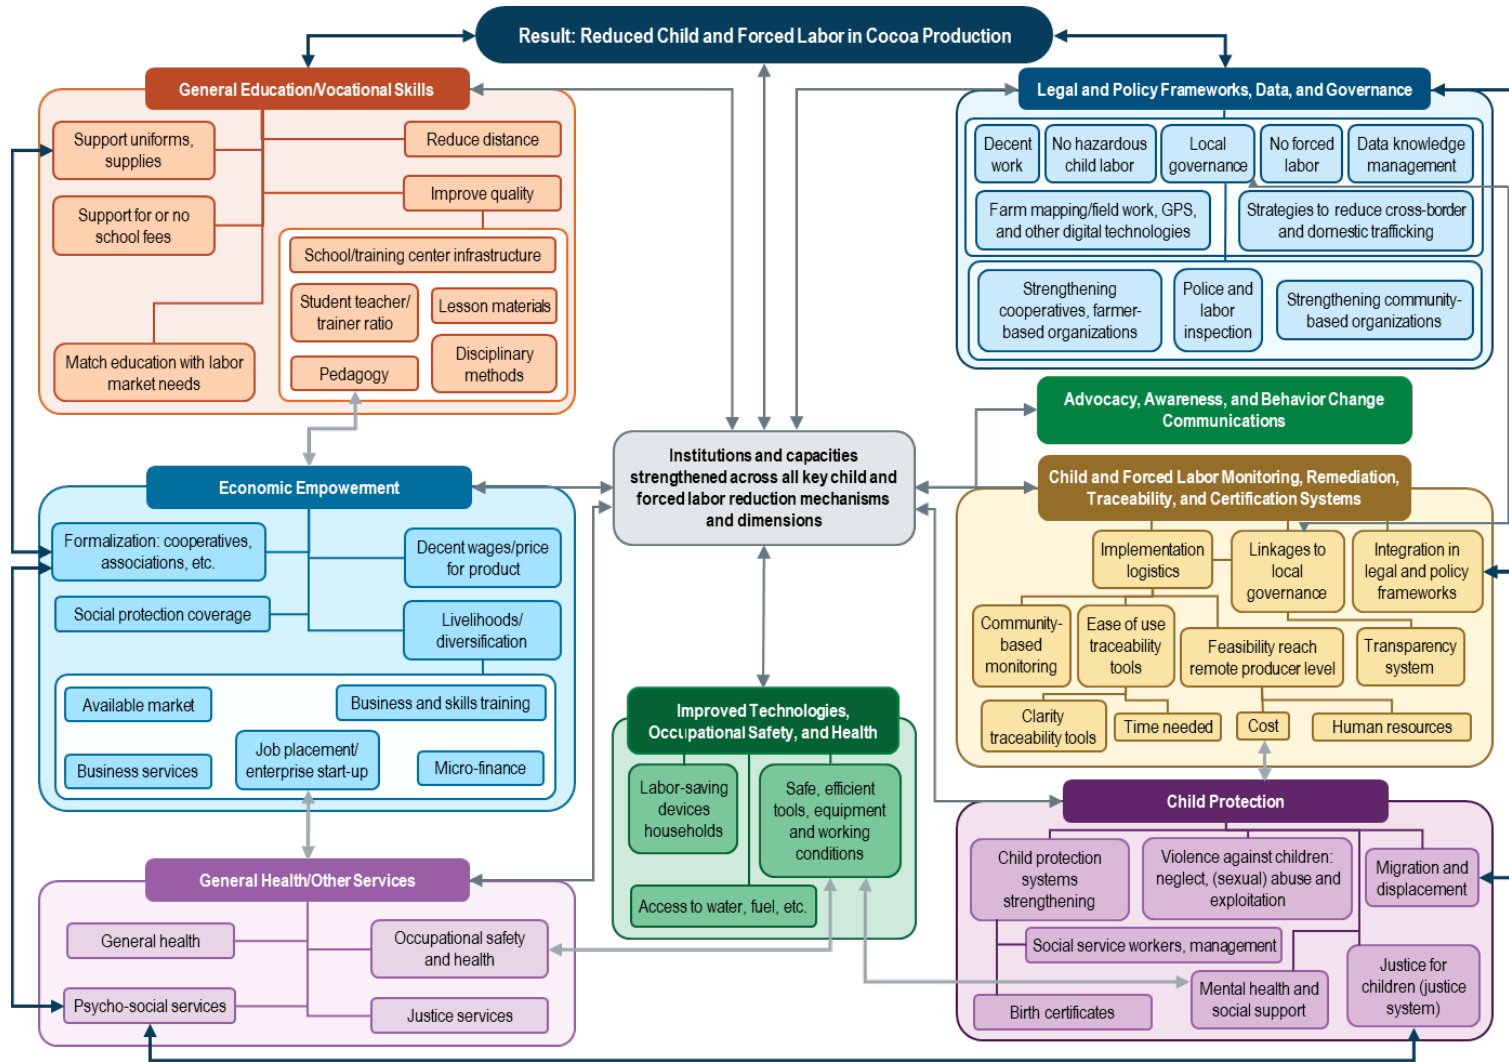 Result: Reduced Child and Forced Labor in Cocoa Production
General Education/Vocational Skills
Support uniforms,
supplies
Reduce distance
Improve quality
Support for or no
school fees
School/training center infrastructure
Student teacher/
trainer ratio
Lesson materials
Match education with labor
market needs
Pedagogy
Disciplinary
methods
Legal and Policy Frameworks, Data, and Governance
Decent
work
No hazardous
child labor
Local
governance
No forced
labor
Data knowledge
management
Farm mapping/field work, GPS,
and other digital technologies
Strategies to reduce cross-border
and domestic trafficking
Strengthening
cooperatives, farmer-
based organizations
Police and
labor
inspection
Strengthening community-
based organizations
Advocacy, Awareness, and Behavior Change
Communications
Institutions and capacities
strengthened across all key child and
forced labor reduction mechanisms
and dimensions
Economic Empowerment
Formalization: cooperatives,
associations, etc.
Decent wages/price
for product
Social protection coverage
Livelihoods/
diversification
Available market
Business and skills training
Business services
Job placement/
enterprise start-up
Micro-finance
Child and Forced Labor Monitoring, Remediation,
Traceability, and Certification Systems
Implementation
logistics
Linkages to
local
governance
Integration in
legal and policy
frameworks
Community-
based
monitoring
Ease of use
traceability
tools
Feasibility reach
remote producer level
Transparency
system
Clarity
traceability tools
Time needed
Cost
Human resources
Improved Technologies,
Occupational Safety, and Health
Labor-saving
devices
households
Safe, efficient
tools, equipment
and working
conditions
Access to water, fuel, etc.
General Health/Other Services
General health
Occupational safety
and health
Psycho-social services
Justice services
Child Protection
Child protection
systems
strengthening
Violence against children:
neglect, (sexual) abuse and
exploitation
Migration and
displacement
Social service workers, management
Birth certificates
Mental health and
social support
Justice for
children (justice
system)